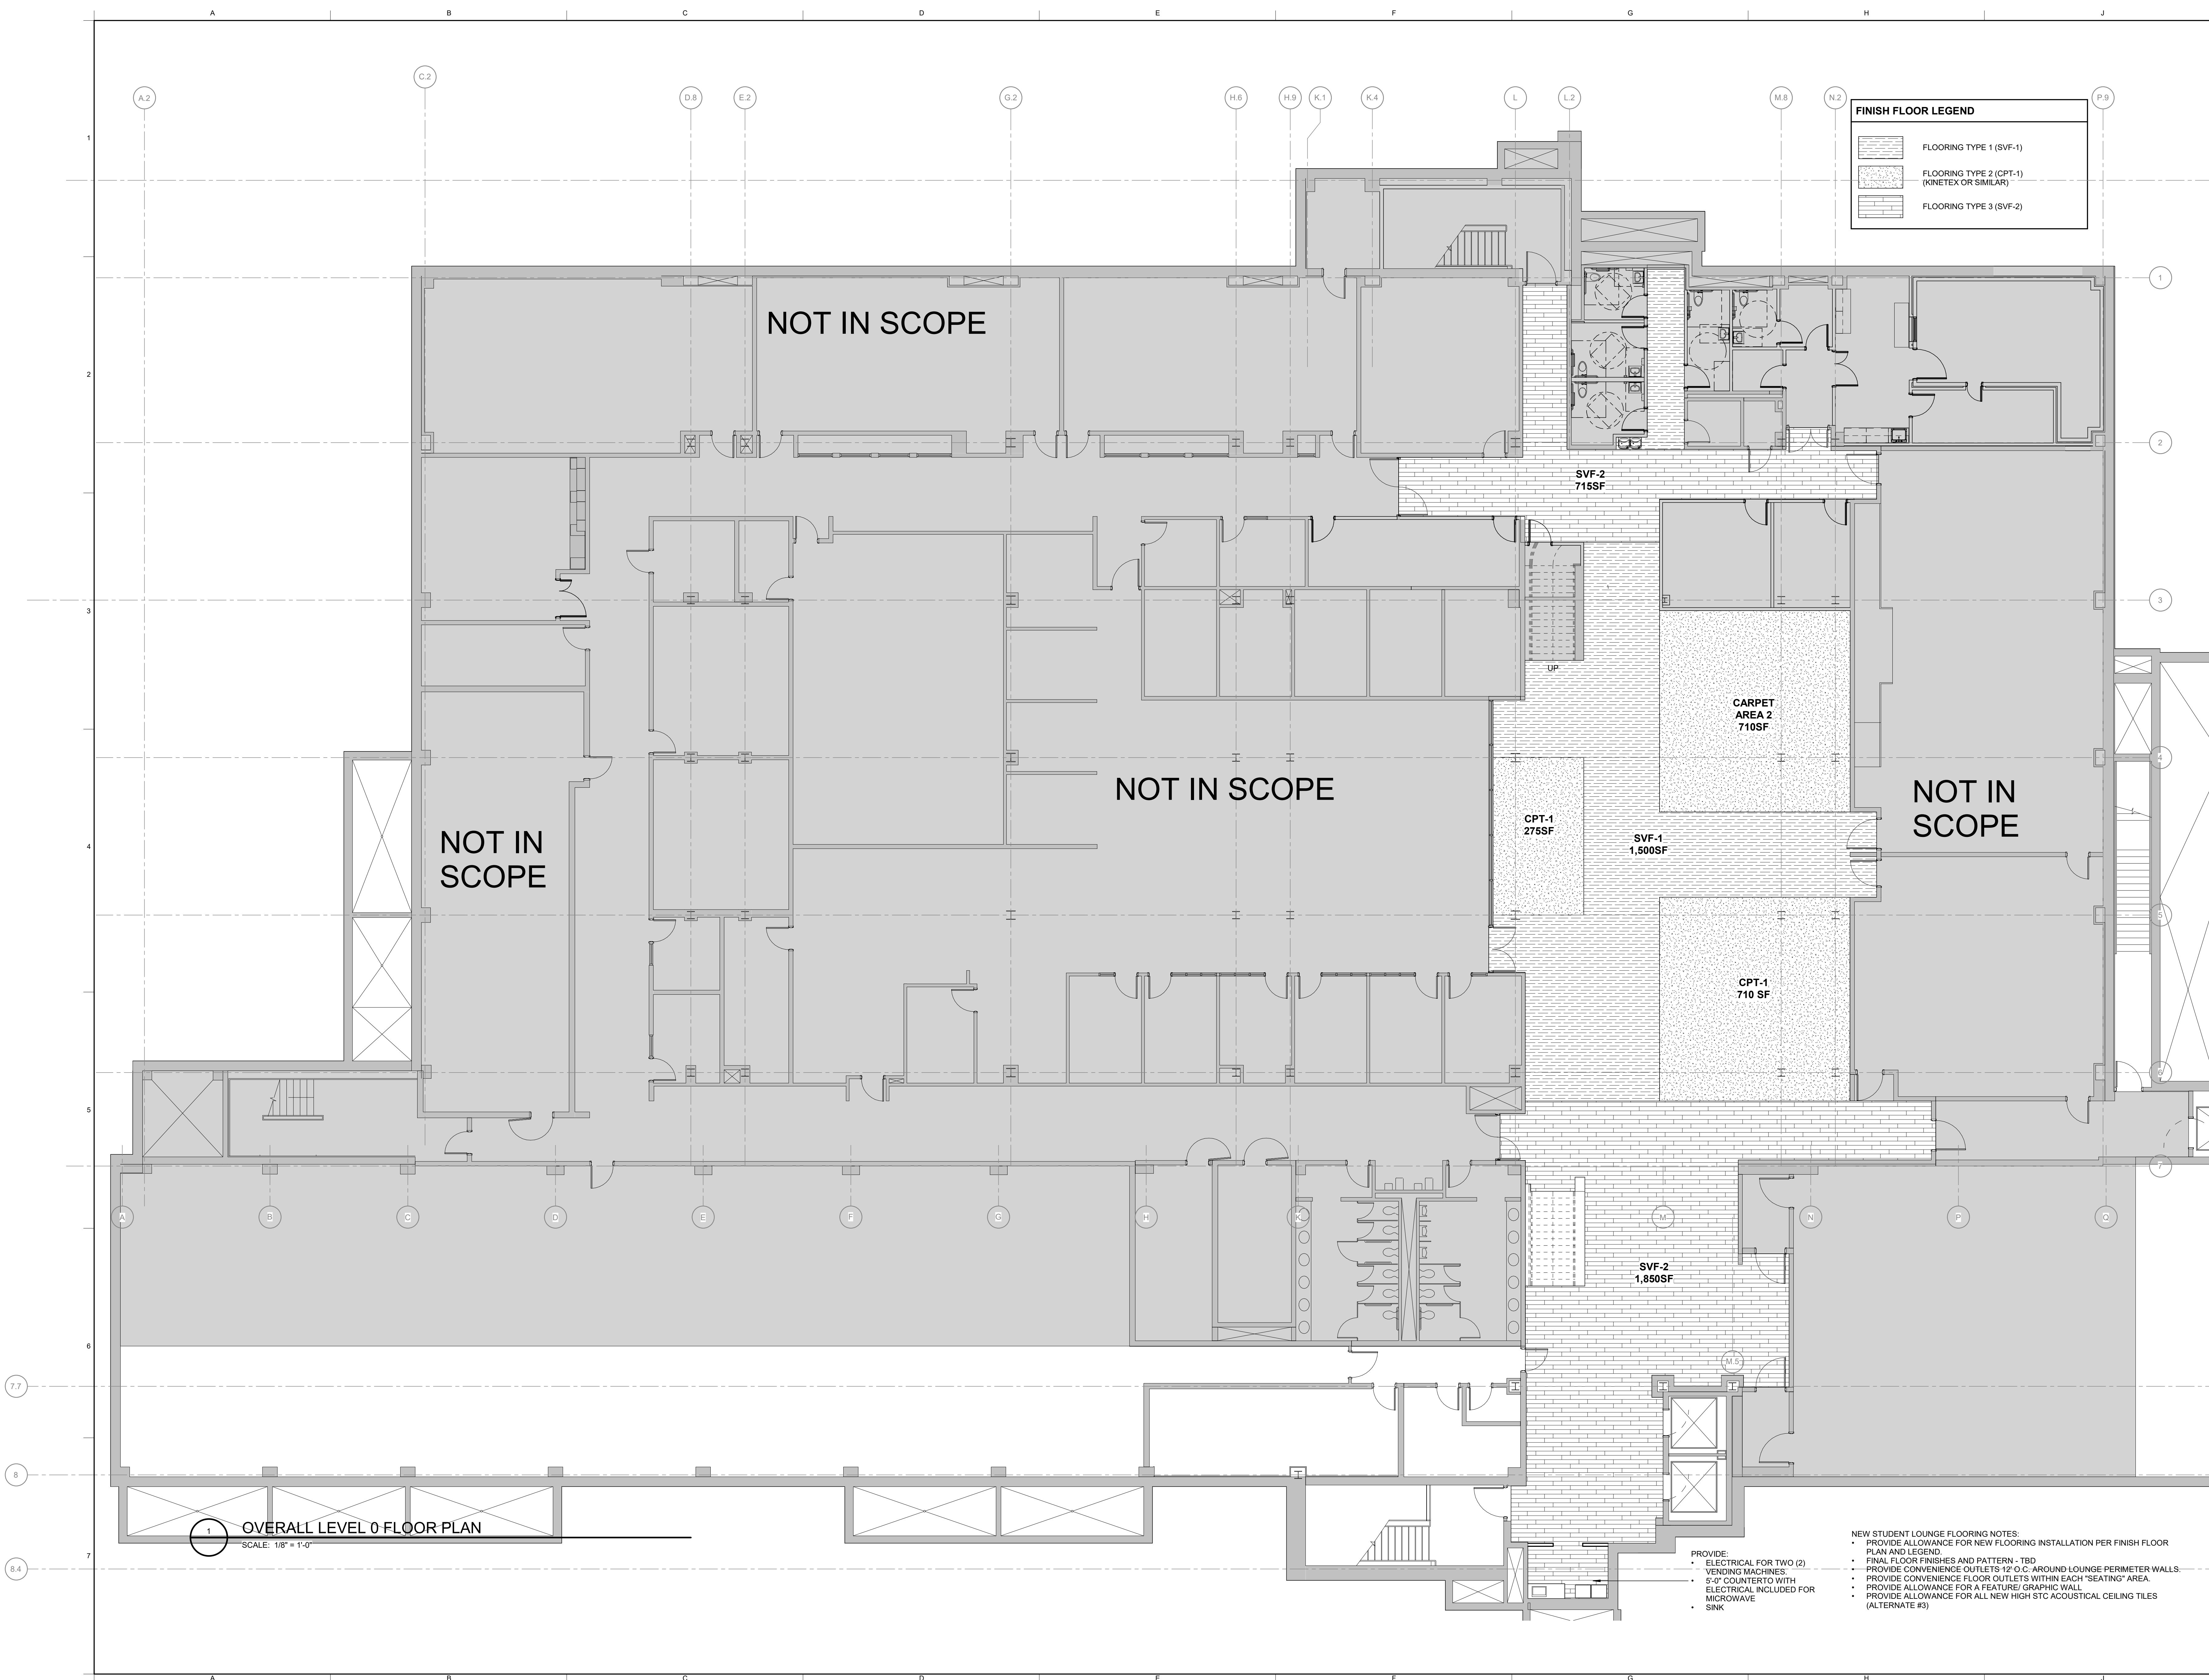 A B C D E F G H J
C.2
A.2 D.8 E.2 G.2 H.6 H.9 K.1 K.4 L L.2 M.8 N.2 P.9
FINISH FLOOR LEGEND
FLOORING TYPE 1 (SVF-1)
FLOORING TYPE 2 (CPT-1)
(KINETEX OR SIMILAR)
FLOORING TYPE 3 (SVF-2)
1
1
NOT IN SCOPE
2
2
SVF-2
715SF
3
3
UP
CARPET
AREA 2
710SF
4
NOT IN SCOPE
NOT IN
SCOPE
CPT-1
275SF
SVF-1
1,500SF
NOT IN
SCOPE
4
5
CPT-1
710 SF
6
5
7
A B C D E F G H K M N P Q
SVF-2
1,850SF
6
M.5
7.7
8
1
OVERALL LEVEL 0 FLOOR PLAN
SCALE: 1/8" = 1'-0"
7
8.4
PROVIDE:
• ELECTRICAL FOR TWO (2)
VENDING MACHINES.
• 5'-0" COUNTERTO WITH
ELECTRICAL INCLUDED FOR
MICROWAVE
• SINK
NEW STUDENT LOUNGE FLOORING NOTES:
• PROVIDE ALLOWANCE FOR NEW FLOORING INSTALLATION PER FINISH FLOOR
PLAN AND LEGEND.
• FINAL FLOOR FINISHES AND PATTERN - TBD
• PROVIDE CONVENIENCE OUTLETS 12' O.C. AROUND LOUNGE PERIMETER WALLS.
• PROVIDE CONVENIENCE FLOOR OUTLETS WITHIN EACH "SEATING" AREA.
• PROVIDE ALLOWANCE FOR A FEATURE/ GRAPHIC WALL
• PROVIDE ALLOWANCE FOR ALL NEW HIGH STC ACOUSTICAL CEILING TILES
(ALTERNATE #3)
A B C D E F G H J